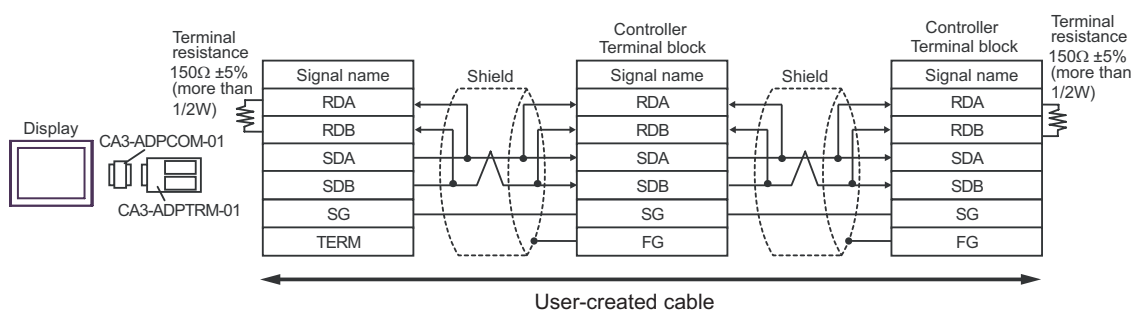 Terminal
resistance
150Ω ±5%
(more than
1/2W)
Display
CA3-ADPCOM-01
CA3-ADPTRM-01
Signal name
RDA
RDB
SDA
SDB
SG
TERM
Shield
Controller
Terminal block
Signal name
RDA
RDB
SDA
SDB
SG
FG
Shield
Controller
Terminal block
Signal name
RDA
RDB
SDA
SDB
SG
FG
Terminal
resistance
150Ω ±5%
(more than
1/2W)
User-created cable